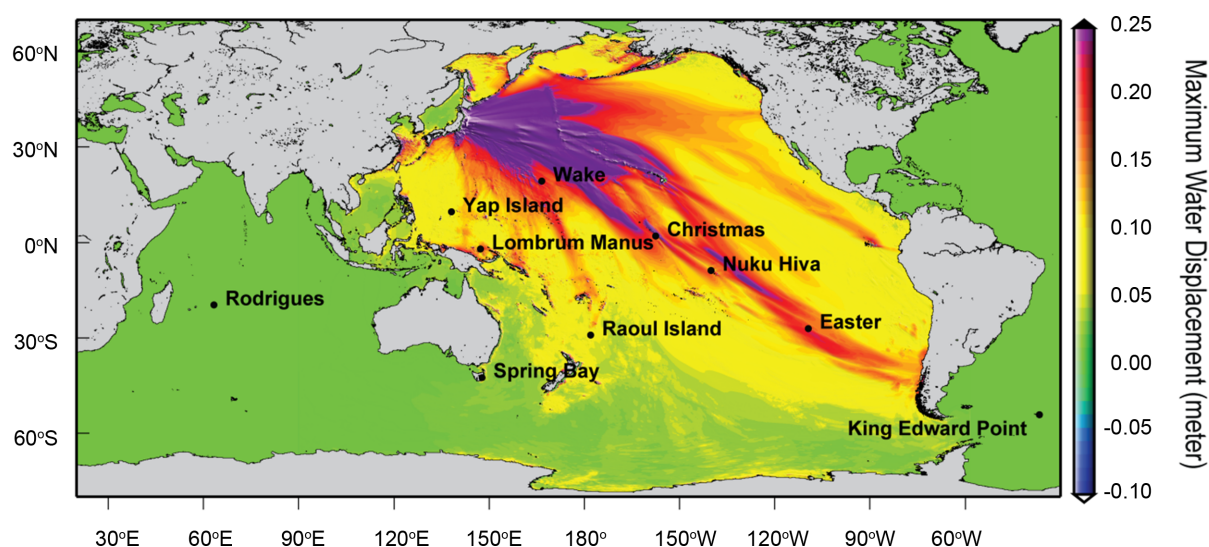 60°N
30°N
0°N
30°S
60°S
30°E
60°E
90°E
120°E
150°E
180°
150°W
120°W
90°W
60°W
Wake
Yap Island
Christmas
Lombrum Manus
Nuku Hiva
Rodrigues
Easter
Raoul Island
Spring Bay
King Edward Point
0.25
0.20
0.15
0.10
0.05
0.00
-0.05
-0.10
Maximum Water Displacement (meter)